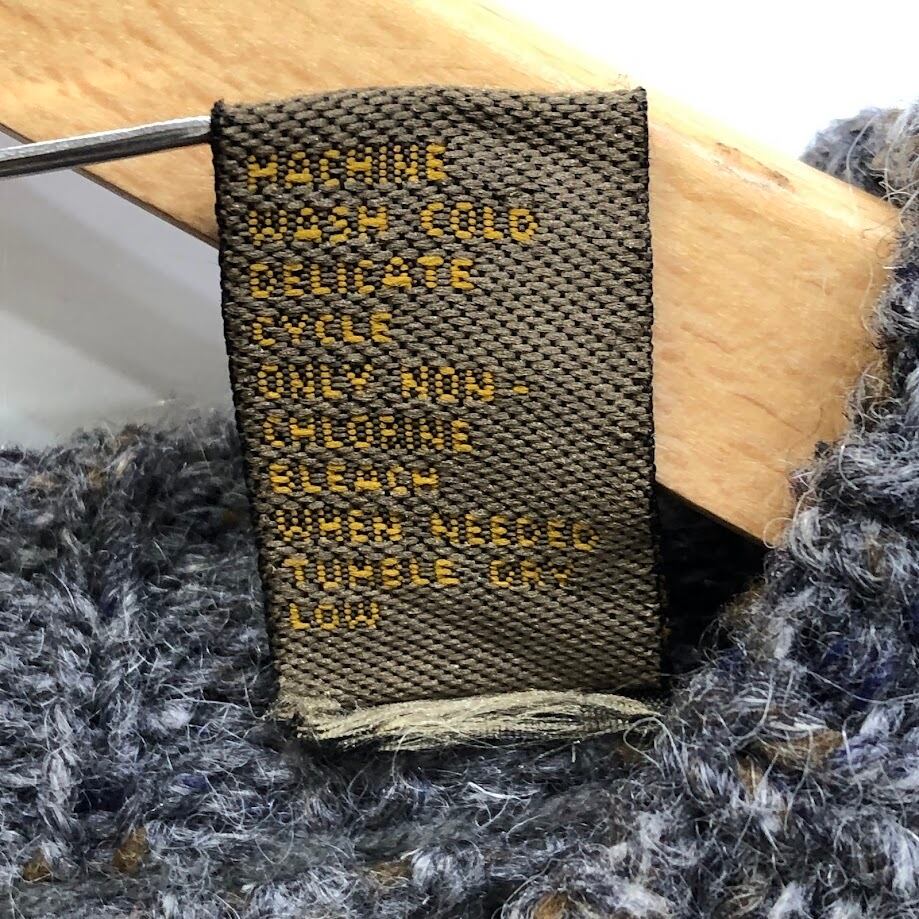 MACHINE
WASH COLD
DELICATE
CYCLE
ONLY NON-
CHLORINE
BLEACH
WHEN NEEDED
TUMBLE DRY
LOW